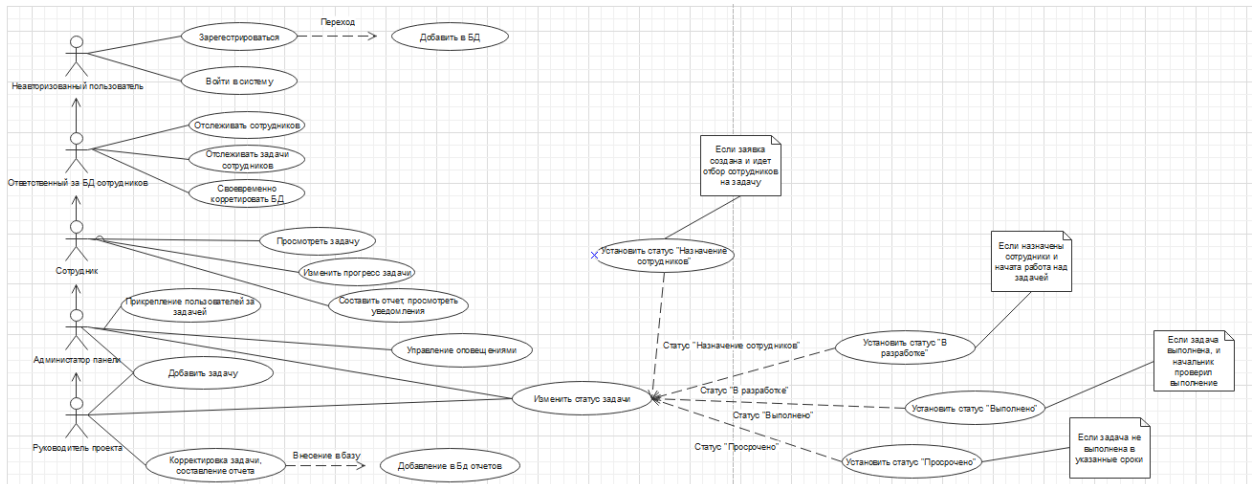 Переход
Зарегестрироваться
Добавить в БД
Войти в систему
Неавторизованный пользователь
Отслеживать сотрудников
Отслеживать задачи
сотрудников
Ответственный за БД сотрудников
Своевременно
корретировать БД
Если заявка
создана и идет
отбор сотрудников
на задачу
Просмотреть задачу
Сотрудник
Изменить прогресс задачи
Установить статус "Назначение
сотрудников"
Если назначены
сотрудники и
начата работа над
задачей
Прикрепление пользователей за
задачей
Составить отчет, просмотреть
уведомления
Администатор панели
Управление оповещениями
Статус "Назначение сотрудников"
Установить статус "В
разработке"
Если задача
выполнена, и
начальник
проверил
выполнение
Добавить задачу
Изменить статус задачи
Статус "В разработке"
Установить статус "Выполнено"
Статус "Выполнено"
Руководитель проекта
Статус "Просрочено"
Если задача не
выполнена в
указанные сроки
Корректировка задачи,
составление отчета
Внесение в базу
Добавление в Бд отчетов
Установить статус "Просрочено"